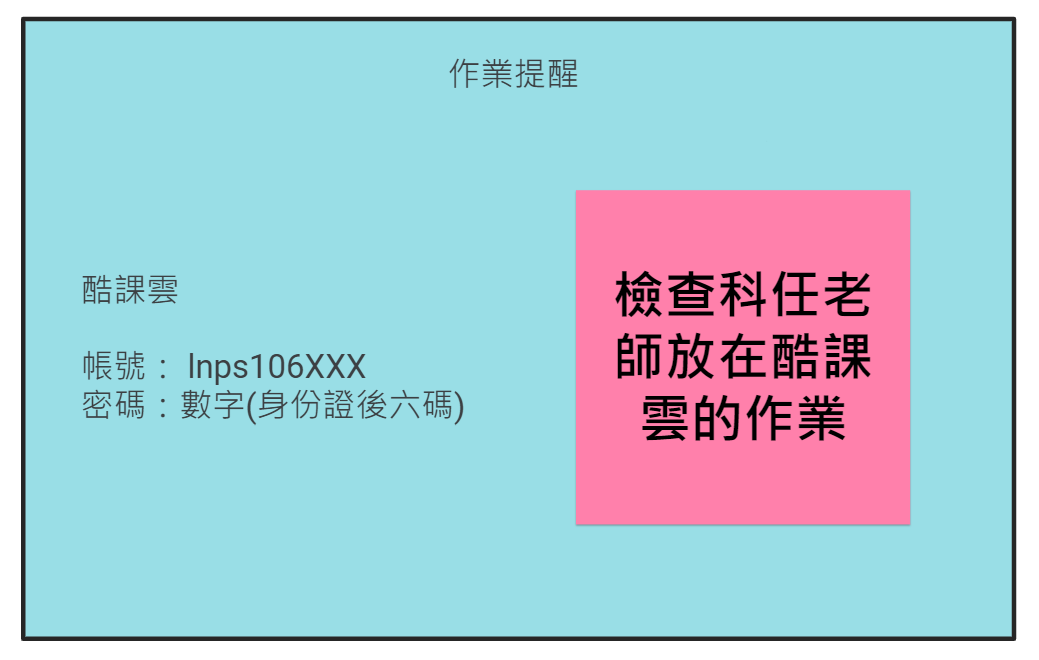 作業提醒
酷課雲
帳號： lnps106XXX
密碼：數字(身份證後六碼)
檢查科任老
師放在酷課
雲的作業